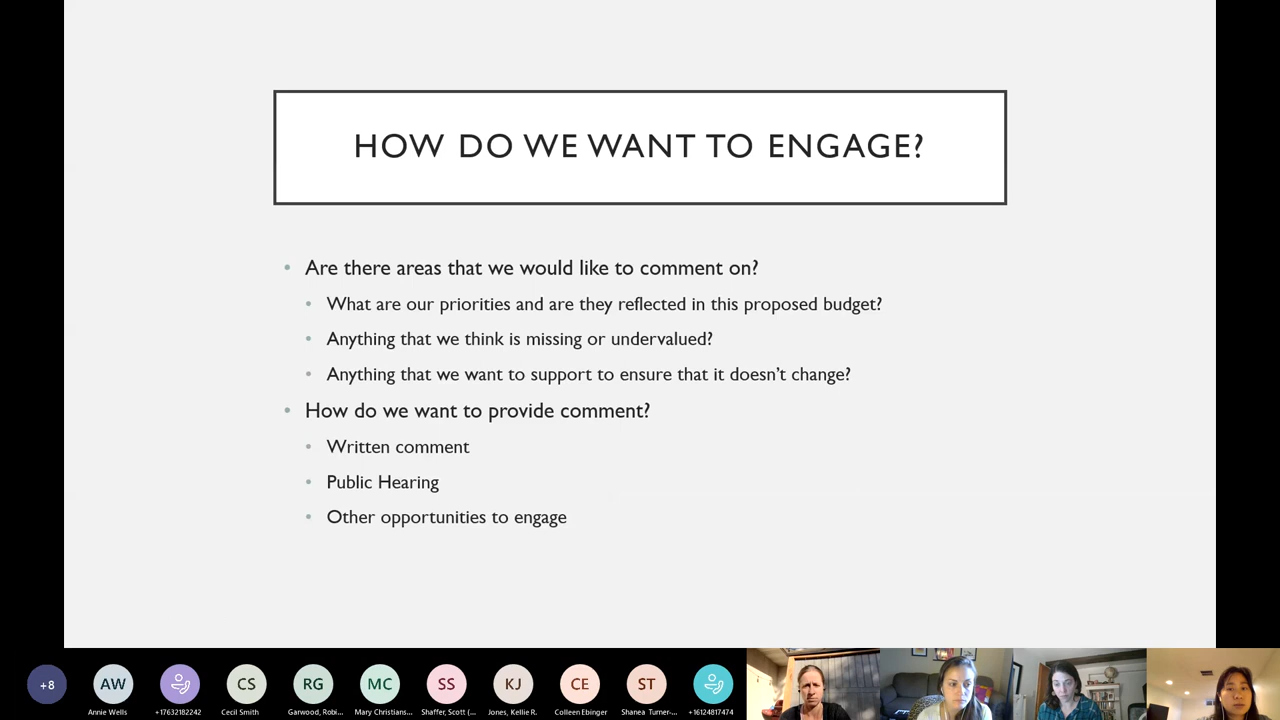 HOW DO WE WANT TO ENGAGE?
• Are there areas that we would like to comment on?
• What are our priorities and are they reflected in this proposed budget?
• Anything that we think is missing or undervalued?
• Anything that we want to support to ensure that it doesn't change?
• How do we want to provide comment?
• Written comment
• Public Hearing
• Other opportunities to engage
+8 AW CS RG MC SS KJ CE ST
Annie Wells +17632182242 Cecil Smith Garwood, Robi... Mary Christians... Shaffer, Scott (... Jones, Kellie R. Colleen Ebinger Shanea Turner-... +16124817474